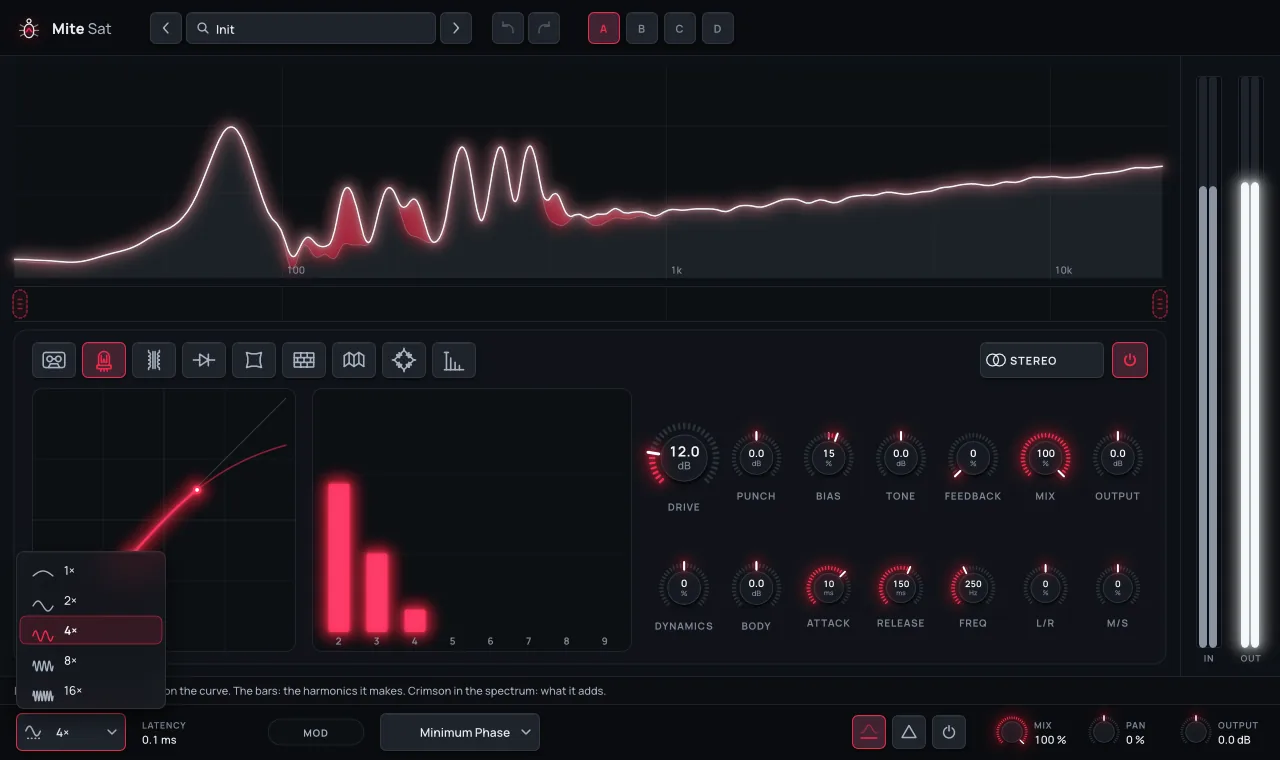 Mite Sat
Init
A
B
C
D
100
1k
10k
STEREO
12.0
dB
DRIVE
0.0
dB
PUNCH
15
%
BIAS
0.0
dB
TONE
0
%
FEEDBACK
100
%
MIX
0.0
dB
OUTPUT
0
%
DYNAMICS
0.0
dB
BODY
10
ms
ATTACK
150
ms
RELEASE
250
Hz
FREQ
0
%
L/R
0
%
M/S
2 3 4 5 6 7 8 9
IN
OUT
1×
2×
4×
8×
16×
on the curve. The bars: the harmonics it makes. Crimson in the spectrum: what it adds.
4×
LATENCY
0.1 ms
MOD
Minimum Phase
MIX
100 %
PAN
0 %
OUTPUT
0.0 dB